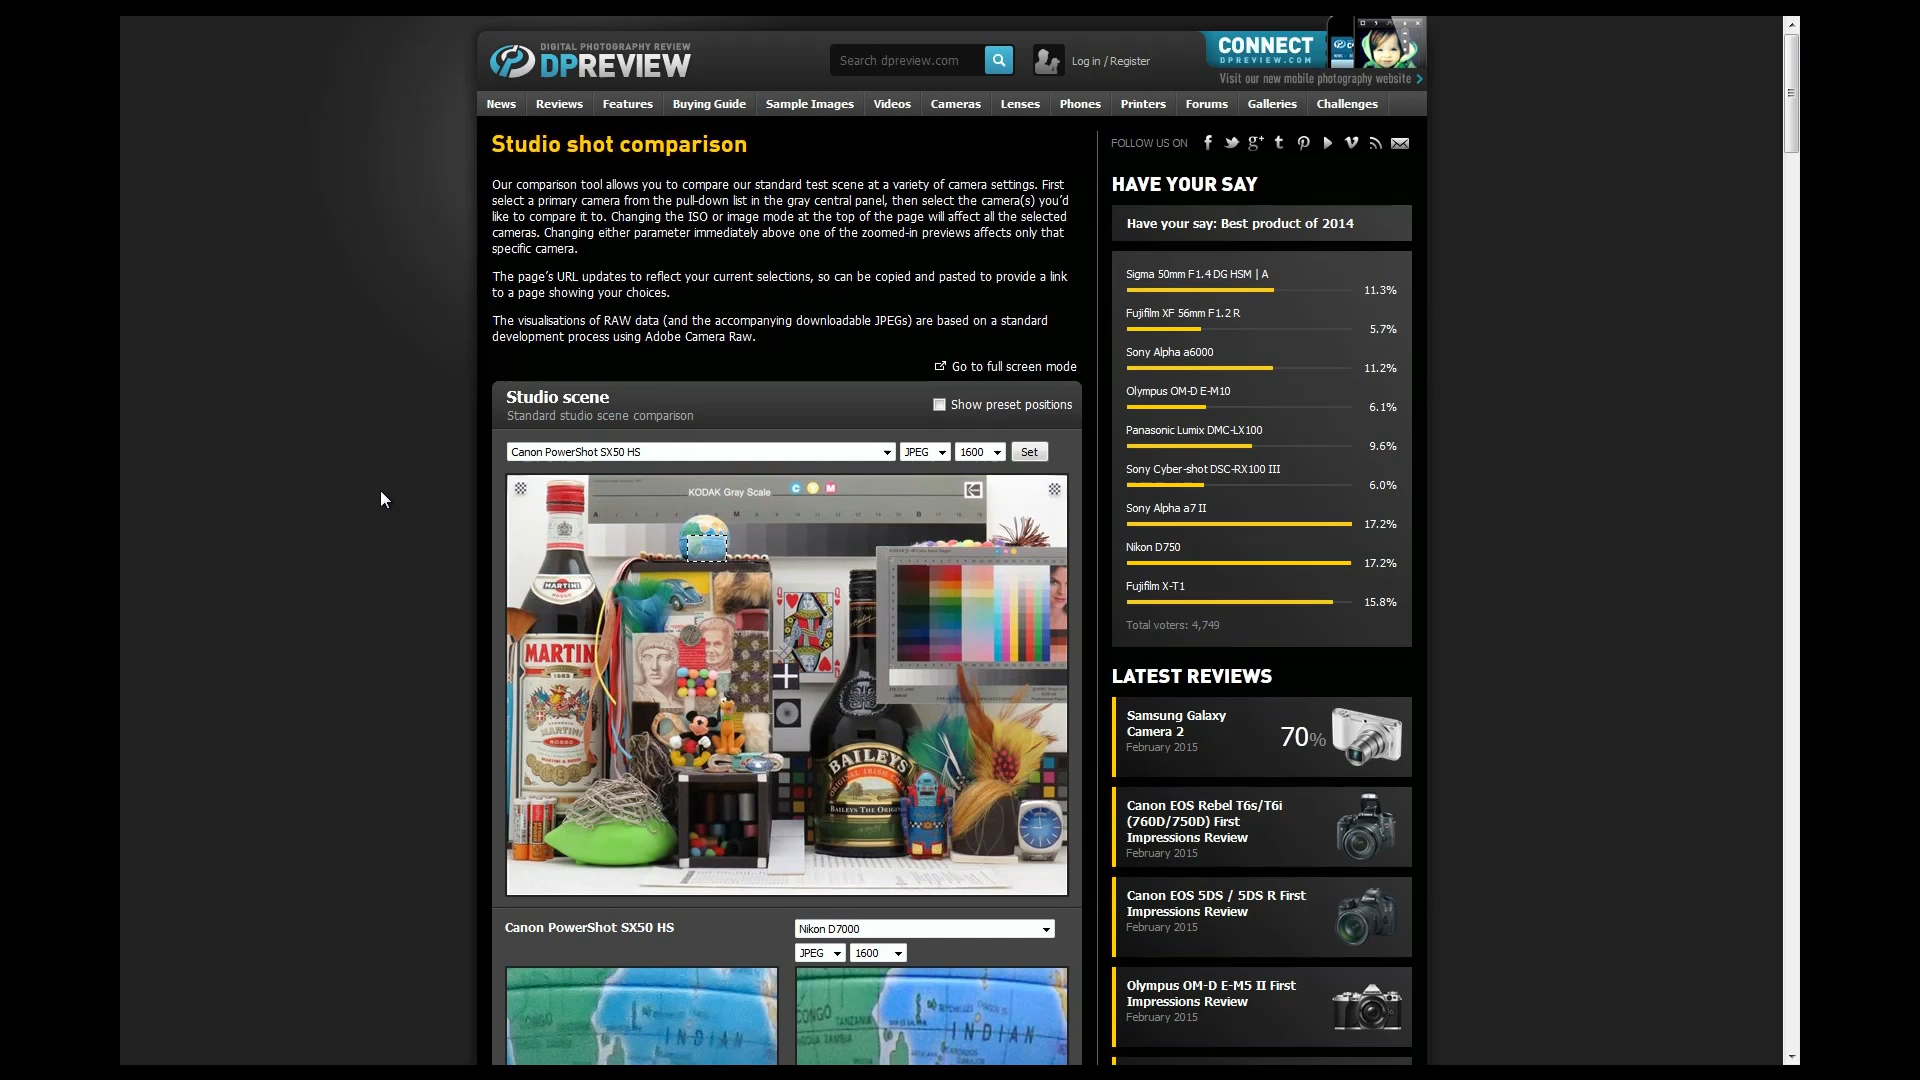 DIGITAL PHOTOGRAPHY REVIEW
DPREVIEW
Search dpreview.com
Log in / Register
CONNECT
DPREVIEW.COM
Visit our new mobile photography website
News Reviews Features Buying Guide Sample Images Videos Cameras Lenses Phones Printers Forums Galleries Challenges
Studio shot comparison
Our comparison tool allows you to compare our standard test scene at a variety of camera settings. First
select a primary camera from the pull-down list in the gray central panel, then select the camera(s) you'd
like to compare it to. Changing the ISO or image mode at the top of the page will affect all the selected
cameras. Changing either parameter immediately above one of the zoomed-in previews affects only that
specific camera.
The page's URL updates to reflect your current selections, so can be copied and pasted to provide a link
to a page showing your choices.
The visualisations of RAW data (and the accompanying downloadable JPEGs) are based on a standard
development process using Adobe Camera Raw.
Go to full screen mode
Studio scene
Standard studio scene comparison
Show preset positions
Canon PowerShot SX50 HS JPEG 1600 Set
KODAK Gray Scale C Y M
A M B
MARTINI
ROSSO
MARTINI
MARTINI
ROSSO
BAILEYS
ORIGINAL IRISH
BAILEYS THE ORIGIN
Canon PowerShot SX50 HS
Nikon D7000
JPEG 1600
INDIAN
CONGO
TANZANIA
INDIAN
FOLLOW US ON
HAVE YOUR SAY
Have your say: Best product of 2014
Sigma 50mm F1.4 DG HSM | A
11.3%
Fujifilm XF 56mm F1.2 R
5.7%
Sony Alpha a6000
11.2%
Olympus OM-D E-M10
6.1%
Panasonic Lumix DMC-LX100
9.6%
Sony Cyber-shot DSC-RX100 III
6.0%
Sony Alpha a7 II
17.2%
Nikon D750
17.2%
Fujifilm X-T1
15.8%
Total voters: 4,749
LATEST REVIEWS
Samsung Galaxy
Camera 2
February 2015
70%
Canon EOS Rebel T6s/T6i
(760D/750D) First
Impressions Review
February 2015
Canon EOS 5DS / 5DS R First
Impressions Review
February 2015
Olympus OM-D E-M5 II First
Impressions Review
February 2015